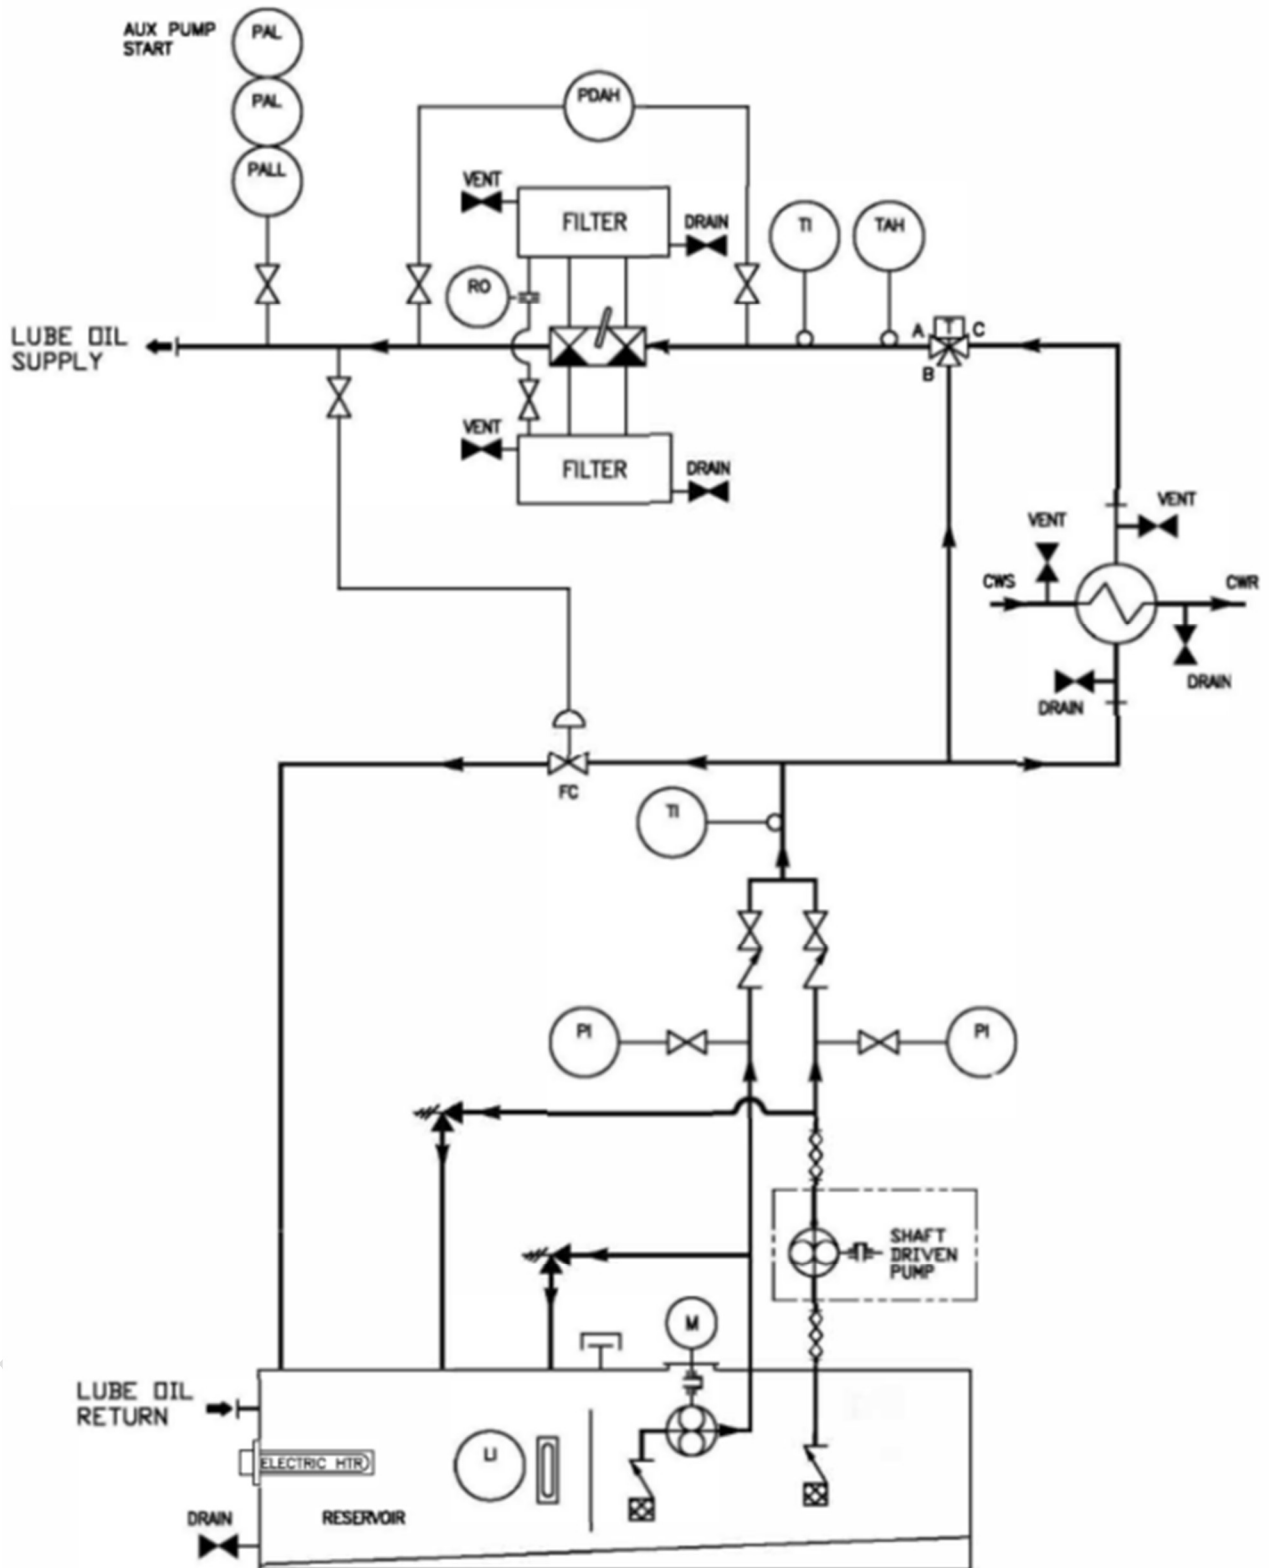 AUX PUMP
START
PAL
PAL
PALL
PDAH
VENT
FILTER
DRAIN
TI
TAH
RO
LUBE OIL
SUPPLY
A
T
C
B
VENT
FILTER
DRAIN
VENT
VENT
CWS
CWR
DRAIN
DRAIN
FC
TI
PI
PI
SHAFT
DRIVEN
PUMP
M
LUBE OIL
RETURN
LI
ELECTRIC HTR
RESERVOIR
DRAIN